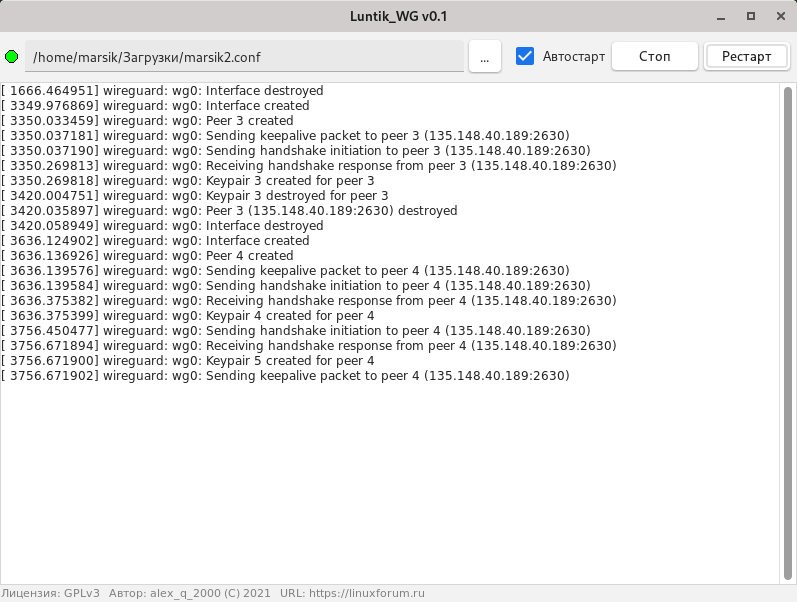 Luntik_WG v0.1
/home/marsik/Загрузки/marsik2.conf ... Автостарт Стоп Рестарт
[ 1666.464951] wireguard: wg0: Interface destroyed
[ 3349.976869] wireguard: wg0: Interface created
[ 3350.033459] wireguard: wg0: Peer 3 created
[ 3350.037181] wireguard: wg0: Sending keepalive packet to peer 3 (135.148.40.189:2630)
[ 3350.037190] wireguard: wg0: Sending handshake initiation to peer 3 (135.148.40.189:2630)
[ 3350.269813] wireguard: wg0: Receiving handshake response from peer 3 (135.148.40.189:2630)
[ 3350.269818] wireguard: wg0: Keypair 3 created for peer 3
[ 3420.004751] wireguard: wg0: Keypair 3 destroyed for peer 3
[ 3420.035897] wireguard: wg0: Peer 3 (135.148.40.189:2630) destroyed
[ 3420.058949] wireguard: wg0: Interface destroyed
[ 3636.124902] wireguard: wg0: Interface created
[ 3636.136926] wireguard: wg0: Peer 4 created
[ 3636.139576] wireguard: wg0: Sending keepalive packet to peer 4 (135.148.40.189:2630)
[ 3636.139584] wireguard: wg0: Sending handshake initiation to peer 4 (135.148.40.189:2630)
[ 3636.375382] wireguard: wg0: Receiving handshake response from peer 4 (135.148.40.189:2630)
[ 3636.375399] wireguard: wg0: Keypair 4 created for peer 4
[ 3756.450477] wireguard: wg0: Sending handshake initiation to peer 4 (135.148.40.189:2630)
[ 3756.671894] wireguard: wg0: Receiving handshake response from peer 4 (135.148.40.189:2630)
[ 3756.671900] wireguard: wg0: Keypair 5 created for peer 4
[ 3756.671902] wireguard: wg0: Sending keepalive packet to peer 4 (135.148.40.189:2630)
Лицензия: GPLv3 Автор: alex_q_2000 (C) 2021 URL: https://linuxforum.ru